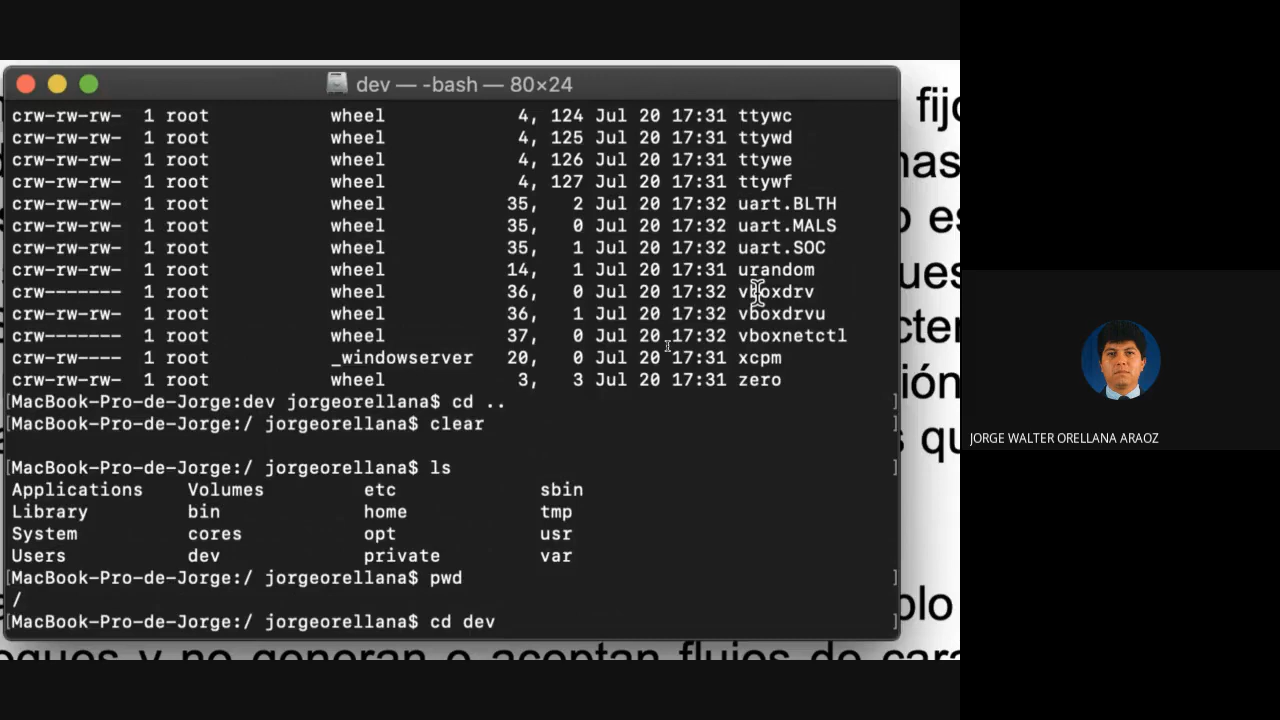 dev — -bash — 80×24
crw-rw-rw- 1 root wheel 4, 124 Jul 20 17:31 ttywc
crw-rw-rw- 1 root wheel 4, 125 Jul 20 17:31 ttywd
crw-rw-rw- 1 root wheel 4, 126 Jul 20 17:31 ttywe
crw-rw-rw- 1 root wheel 4, 127 Jul 20 17:31 ttywf
crw-rw-rw- 1 root wheel 35, 2 Jul 20 17:32 uart.BLTH
crw-rw-rw- 1 root wheel 35, 0 Jul 20 17:32 uart.MALS
crw-rw-rw- 1 root wheel 35, 1 Jul 20 17:32 uart.SOC
crw-rw-rw- 1 root wheel 14, 1 Jul 20 17:31 urandom
crw------- 1 root wheel 36, 0 Jul 20 17:32 vboxdrv
crw-rw-rw- 1 root wheel 36, 1 Jul 20 17:32 vboxdrvu
crw------- 1 root wheel 37, 0 Jul 20 17:32 vboxnetctl
crw-rw---- 1 root _windowserver 20, 0 Jul 20 17:31 xcpm
crw-rw-rw- 1 root wheel 3, 3 Jul 20 17:31 zero
[MacBook-Pro-de-Jorge:dev jorgeorellana$ cd .. ]
[MacBook-Pro-de-Jorge:/ jorgeorellana$ clear ]
[MacBook-Pro-de-Jorge:/ jorgeorellana$ ls ]
Applications Volumes etc sbin
Library bin home tmp
System cores opt usr
Users dev private var
[MacBook-Pro-de-Jorge:/ jorgeorellana$ pwd ]
/
[MacBook-Pro-de-Jorge:/ jorgeorellana$ cd dev ]
y no generan o aceptan flujos de
JORGE WALTER ORELLANA ARAOZ